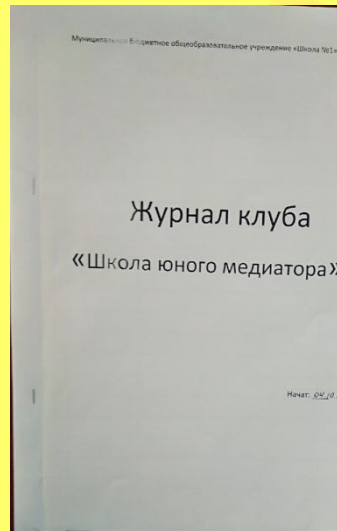 Муниципальное Бюджетное общеобразовательное учреждение «Школа №1»
Журнал клуба
«Школа юного медиатора»
Начат: 04.10.